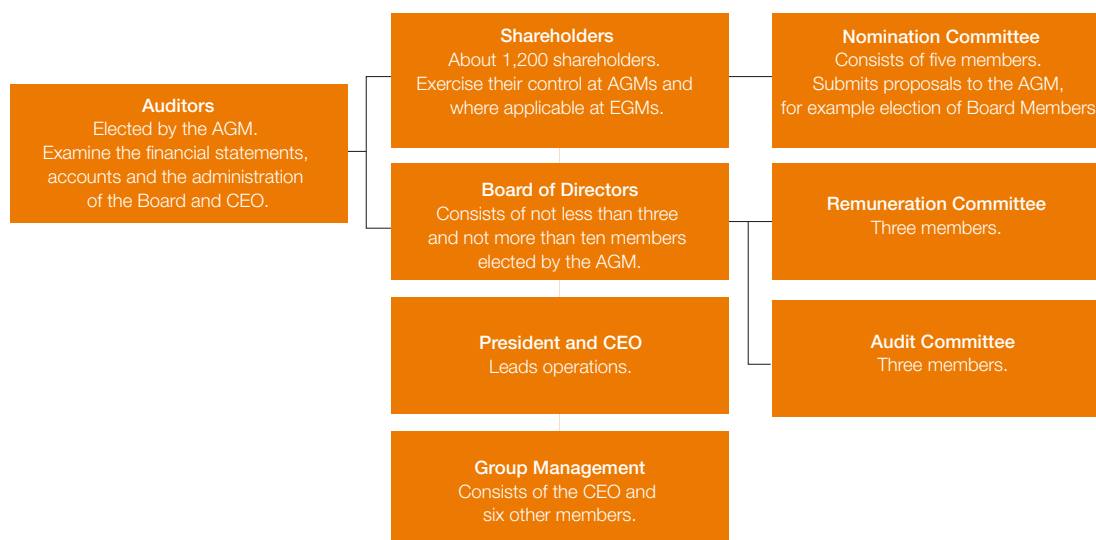 Auditors
Elected by the AGM.
Examine the financial statements,
accounts and the administration
of the Board and CEO.
Shareholders
About 1,200 shareholders.
Exercise their control at AGMs and
where applicable at EGMs.
Board of Directors
Consists of not less than three
and not more than ten members
elected by the AGM.
President and CEO
Leads operations.
Group Management
Consists of the CEO and
six other members.
Nomination Committee
Consists of five members.
Submits proposals to the AGM,
for example election of Board Members
Remuneration Committee
Three members.
Audit Committee
Three members.